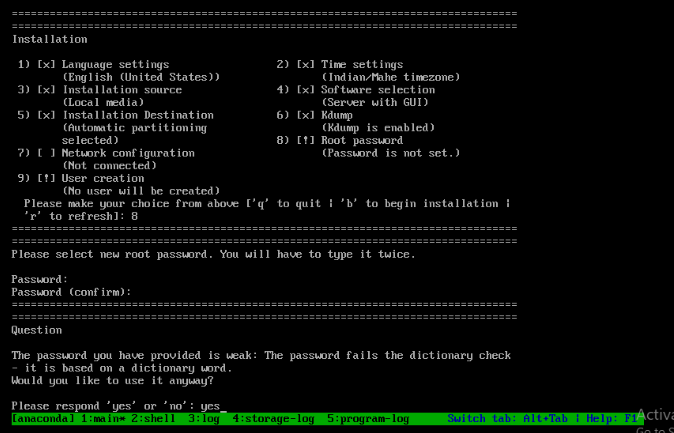 ================================================================================
================================================================================
Installation
1) [x] Language settings 2) [x] Time settings
(English (United States)) (Indian/Mahe timezone)
3) [x] Installation source 4) [x] Software selection
(Local media) (Server with GUI)
5) [x] Installation Destination 6) [x] Kdump
(Automatic partitioning (Kdump is enabled)
selected) 8) [!] Root password
7) [ ] Network configuration (Password is not set.)
(Not connected)
9) [!] User creation
(No user will be created)
Please make your choice from above ['q' to quit | 'b' to begin installation |
'r' to refresh]: 8
================================================================================
================================================================================
Please select new root password. You will have to type it twice.
Password:
Password (confirm):
================================================================================
================================================================================
Question
The password you have provided is weak: The password fails the dictionary check
- it is based on a dictionary word.
Would you like to use it anyway?
Please respond 'yes' or 'no': yes_
[anaconda] 1:main* 2:shell 3:log 4:storage-log 5:program-log Switch tab: Alt+Tab | Help: F1
Activa
Go to S